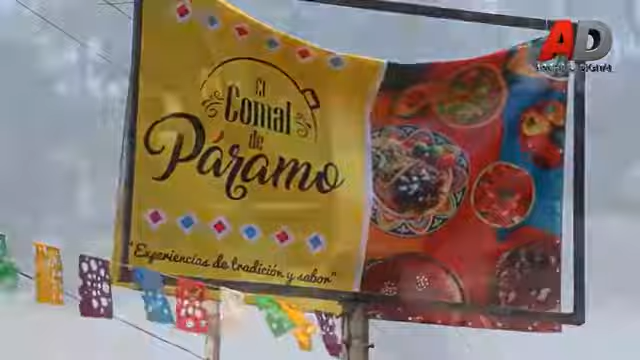 El
Comal
de
Páramo
"Experiencias de tradición y sabor"
AD